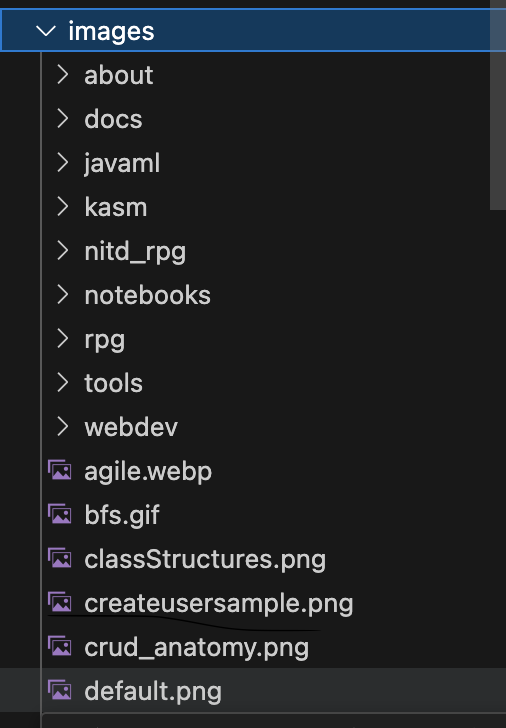 images
about
docs
javaml
kasm
nitd_rpg
notebooks
rpg
tools
webdev
agile.webp
bfs.gif
classStructures.png
createusersample.png
crud_anatomy.png
default.png